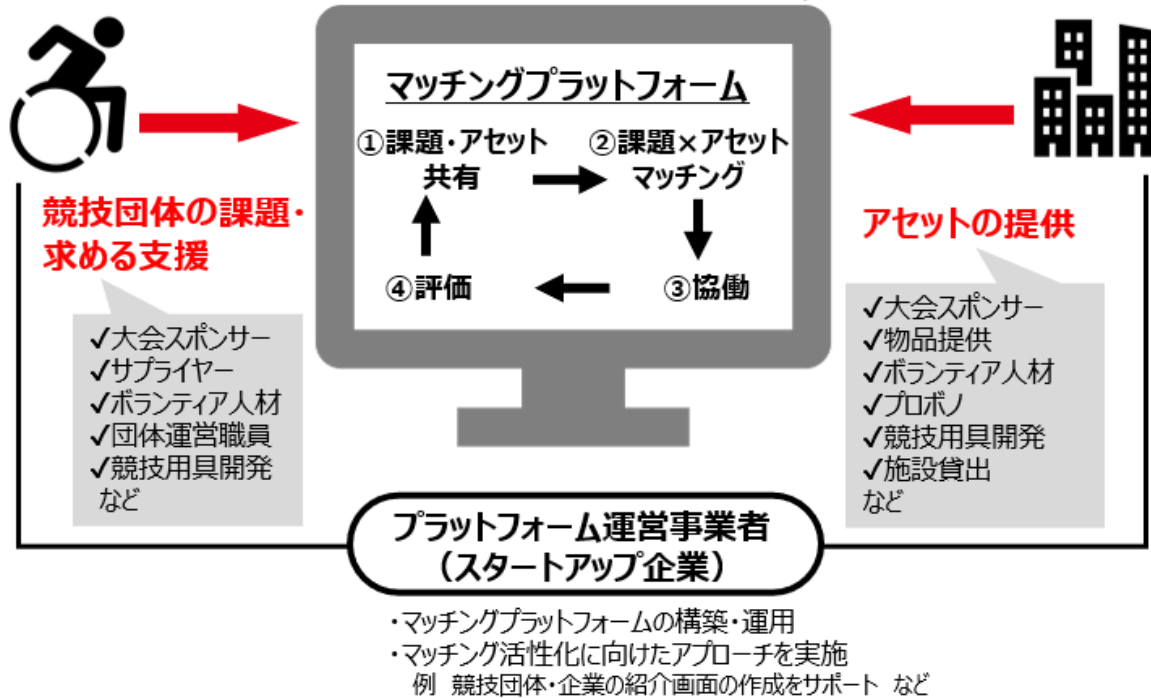 マッチングプラットフォーム
①課題・アセット
共有
②課題×アセット
マッチング
④評価
③協働
競技団体の課題・
求める支援
✓大会スポンサー
✓サプライヤー
✓ボランティア人材
✓団体運営職員
✓競技用具開発
など
アセットの提供
✓大会スポンサー
✓物品提供
✓ボランティア人材
✓プロボノ
✓競技用具開発
✓施設貸出
など
プラットフォーム運営事業者
（スタートアップ企業）
・マッチングプラットフォームの構築・運用
・マッチング活性化に向けたアプローチを実施
例　競技団体・企業の紹介画面の作成をサポート　など